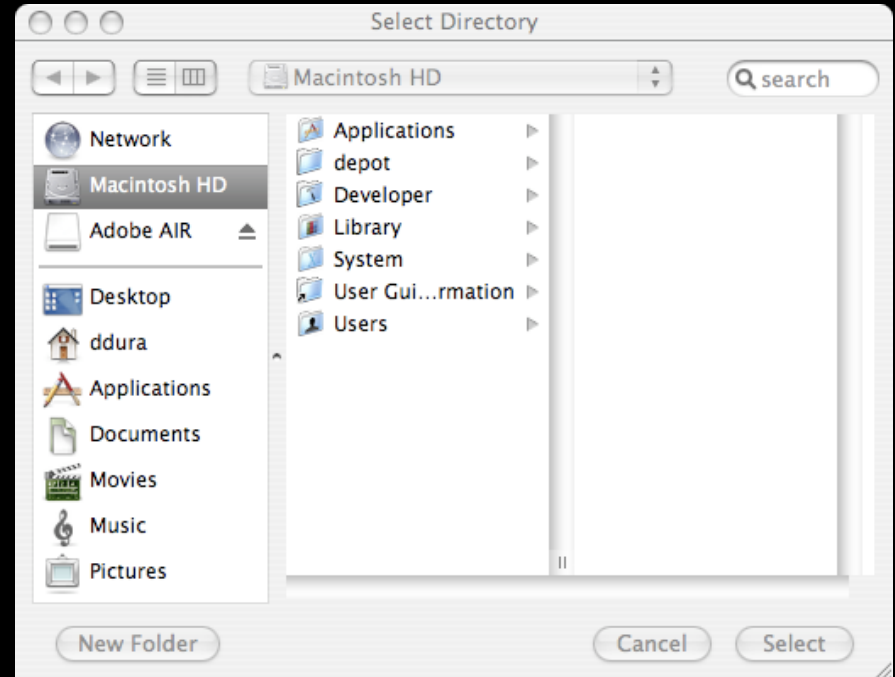 Select Directory
Macintosh HD
search
Network
Macintosh HD
Adobe AIR
Desktop
ddura
Applications
Documents
Movies
Music
Pictures
Applications
depot
Developer
Library
System
User Gui...rmation
Users
New Folder
Cancel
Select